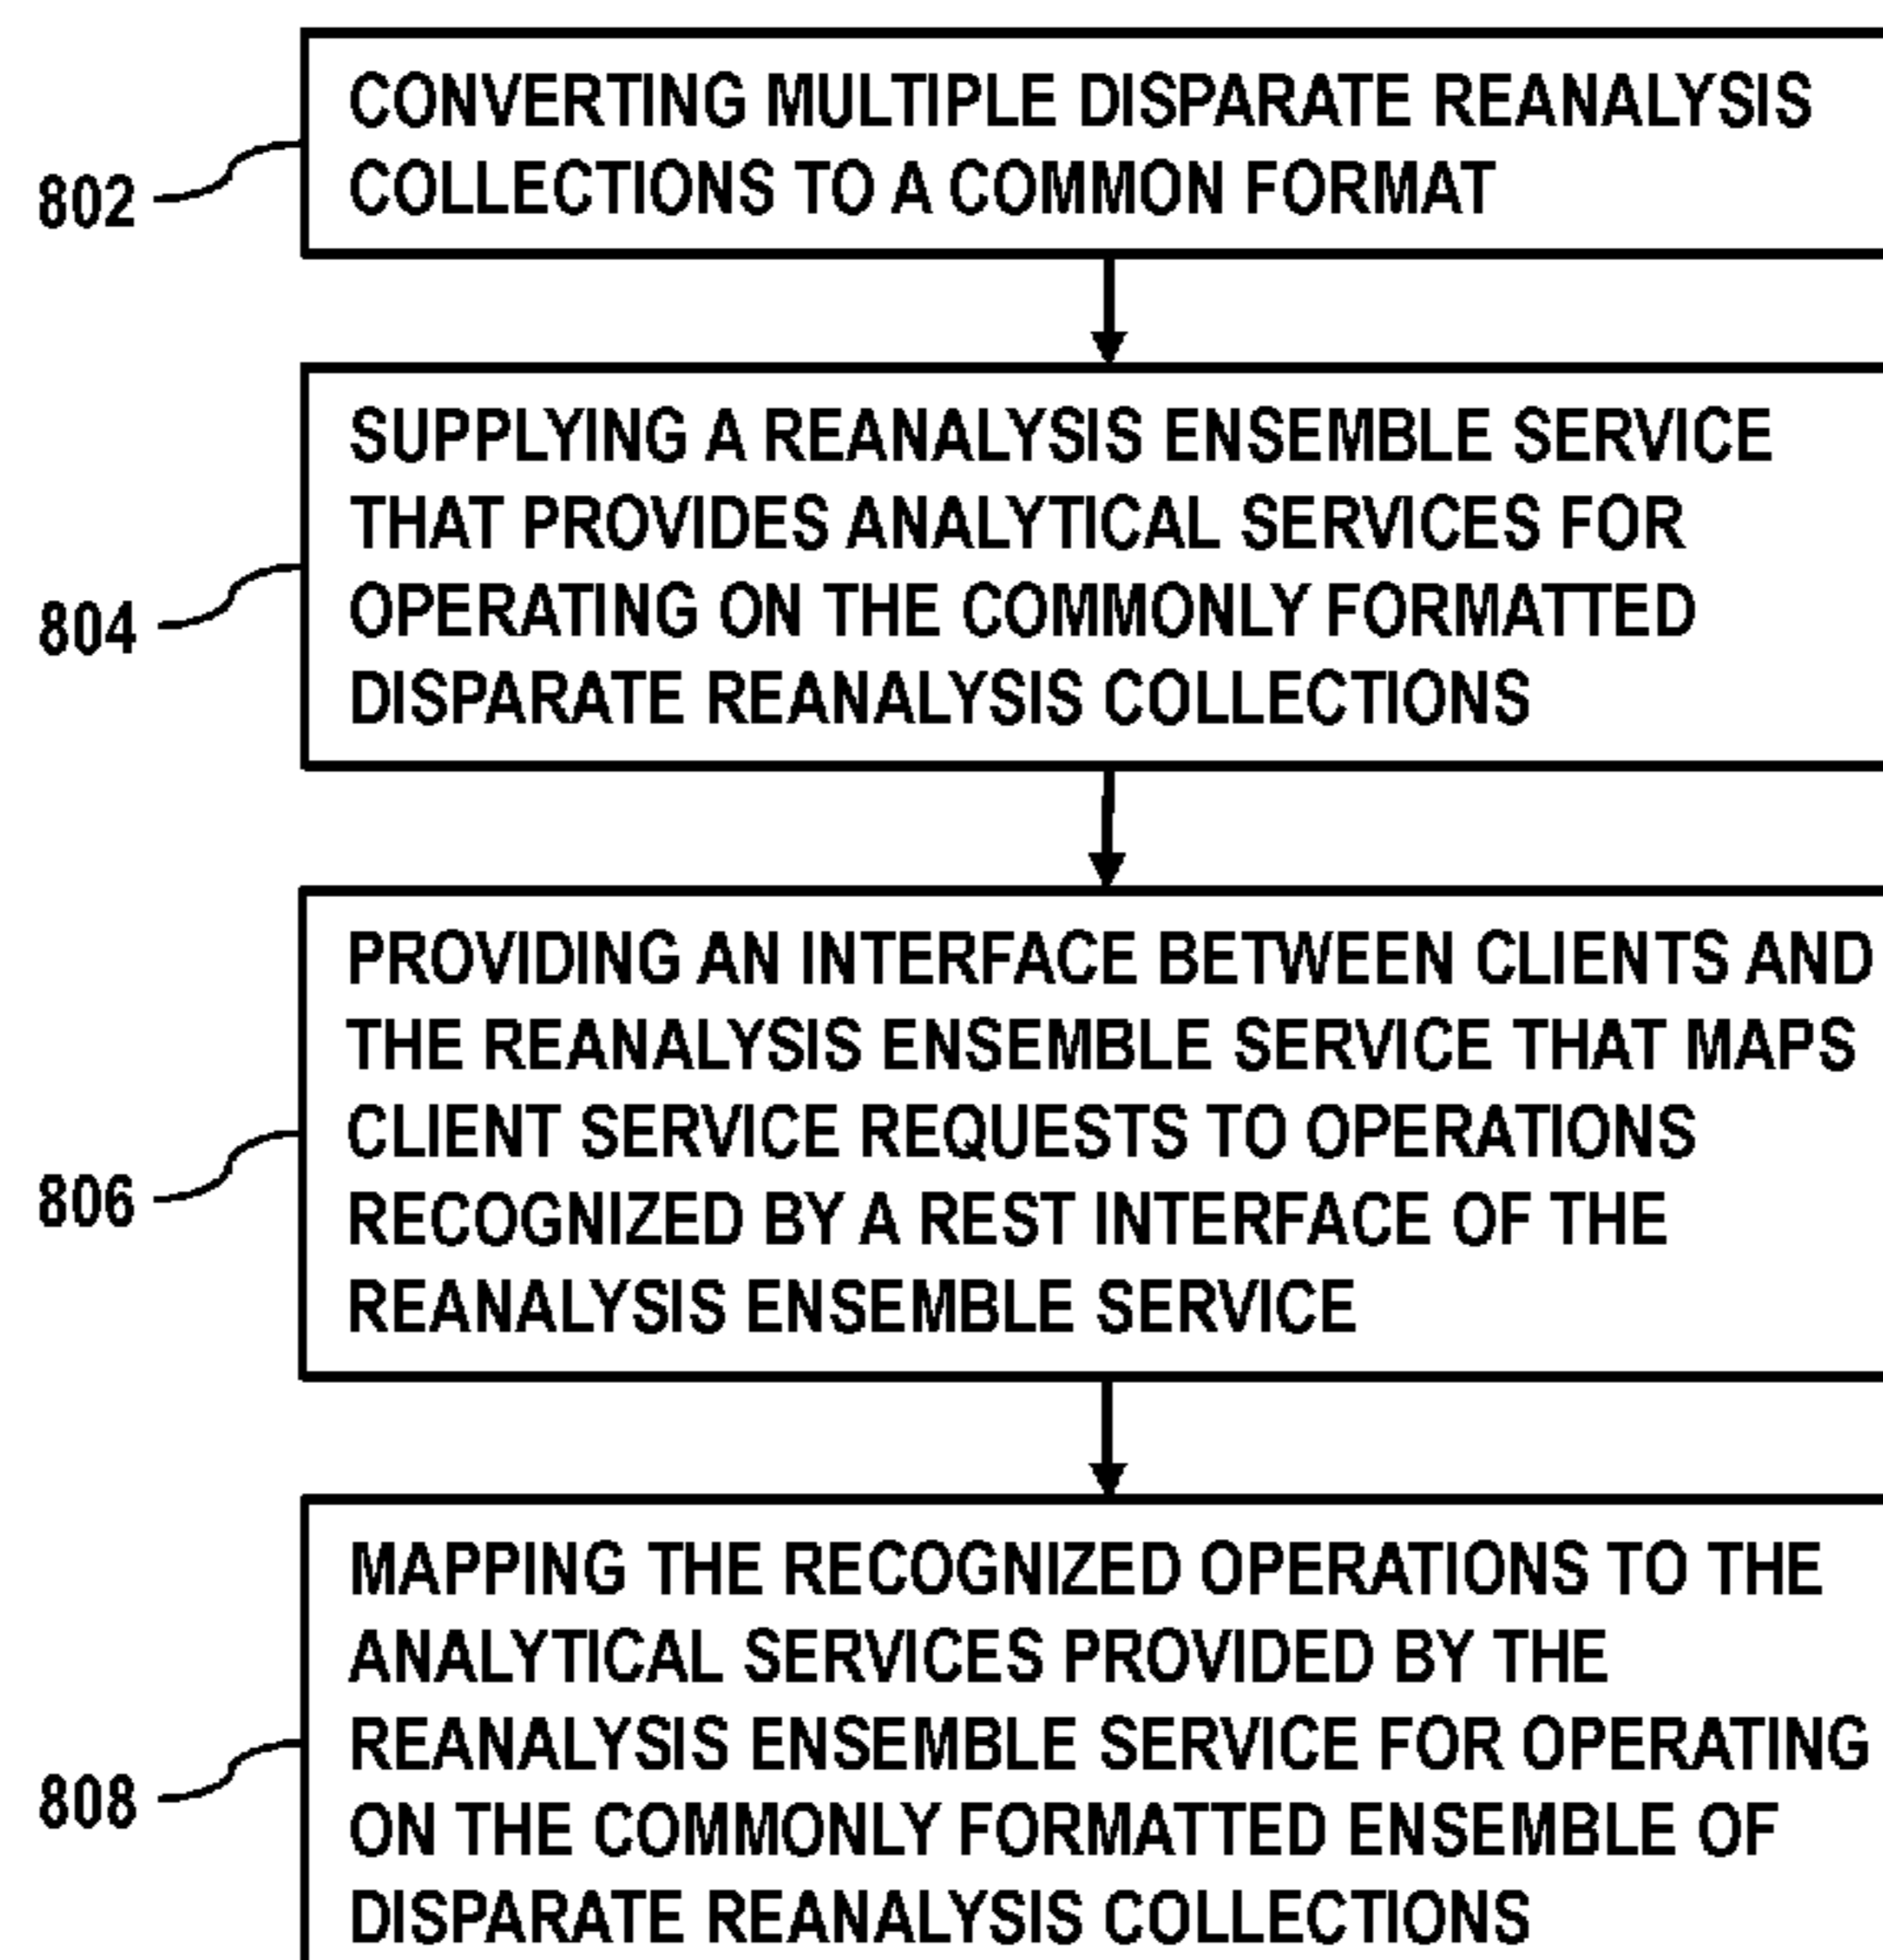 CONVERTING MULTIPLE DISPARATE REANALYSIS
COLLECTIONS TO A COMMON FORMAT
802
SUPPLYING A REANALYSIS ENSEMBLE SERVICE
THAT PROVIDES ANALYTICAL SERVICES FOR
OPERATING ON THE COMMONLY FORMATTED
DISPARATE REANALYSIS COLLECTIONS
804
PROVIDING AN INTERFACE BETWEEN CLIENTS AND
THE REANALYSIS ENSEMBLE SERVICE THAT MAPS
CLIENT SERVICE REQUESTS TO OPERATIONS
RECOGNIZED BY A REST INTERFACE OF THE
REANALYSIS ENSEMBLE SERVICE
806
MAPPING THE RECOGNIZED OPERATIONS TO THE
ANALYTICAL SERVICES PROVIDED BY THE
REANALYSIS ENSEMBLE SERVICE FOR OPERATING
ON THE COMMONLY FORMATTED ENSEMBLE OF
DISPARATE REANALYSIS COLLECTIONS
808